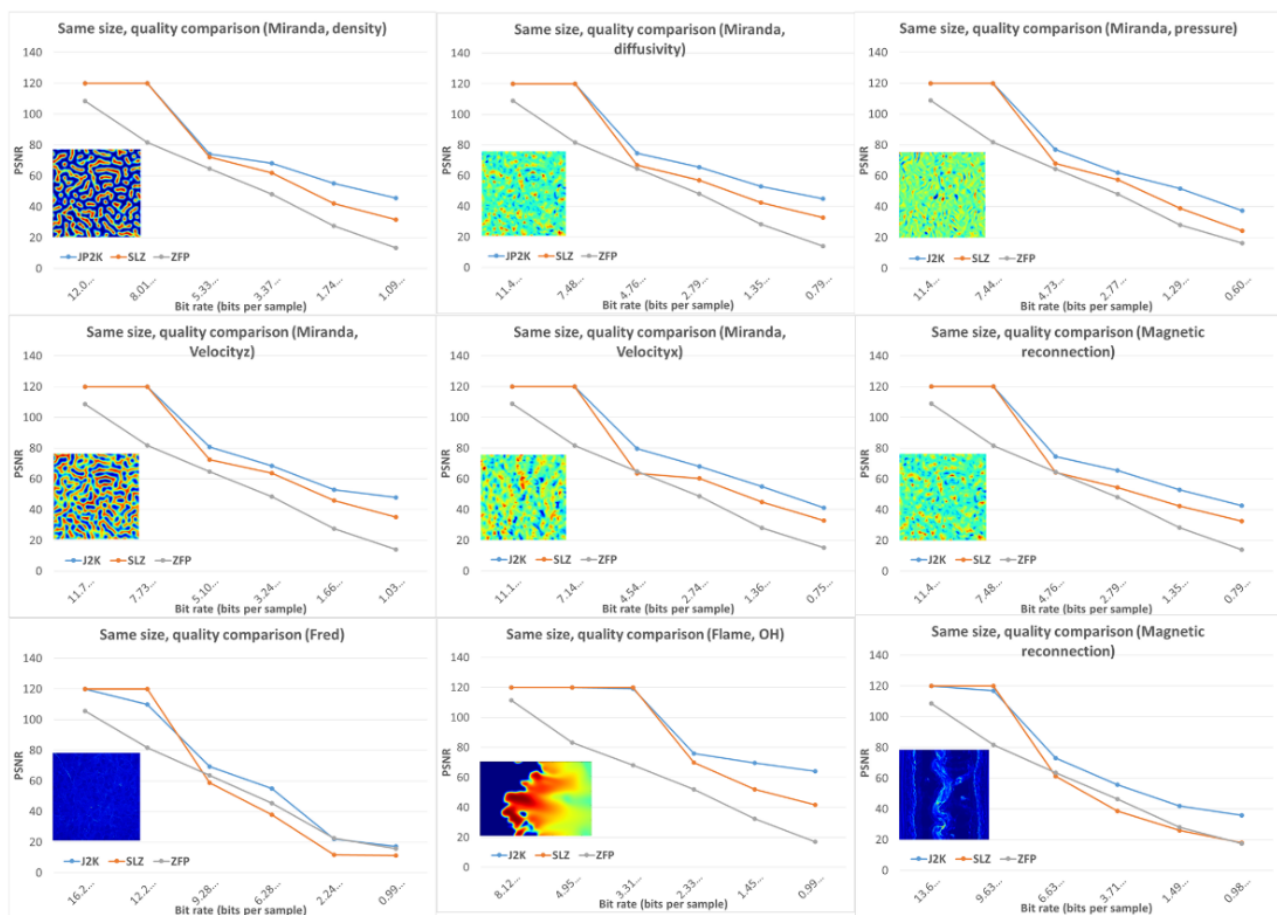 Same size, quality comparison (Miranda, density)
140
120
100
80
60
40
20
0
PSNR
JP2K SLZ ZFP
12.0... 8.01... 5.33... 3.37... 1.74... 1.09...
Bit rate (bits per sample)
Same size, quality comparison (Miranda,
diffusivity)
140
120
100
80
60
40
20
0
PSNR
JP2K SLZ ZFP
11.4... 7.48... 4.76... 2.79... 1.35... 0.79...
Bit rate (bits per sample)
Same size, quality comparison (Miranda, pressure)
140
120
100
80
60
40
20
0
PSNR
J2K SLZ ZFP
11.4... 7.44... 4.73... 2.77... 1.29... 0.60...
Bit rate (bits per sample)
Same size, quality comparison (Miranda,
Velocityz)
140
120
100
80
60
40
20
0
PSNR
J2K SLZ ZFP
11.7... 7.73... 5.10... 3.24... 1.66... 1.03...
Bit rate (bits per sample)
Same size, quality comparison (Miranda,
Velocityx)
140
120
100
80
60
40
20
0
PSNR
J2K SLZ ZFP
11.1... 7.14... 4.54... 2.74... 1.36... 0.75...
Bit rate (bits per sample)
Same size, quality comparison (Magnetic
reconnection)
140
120
100
80
60
40
20
0
PSNR
J2K SLZ ZFP
11.4... 7.48... 4.76... 2.79... 1.35... 0.79...
Bit rate (bits per sample)
Same size, quality comparison (Fred)
140
120
100
80
60
40
20
0
PSNR
J2K SLZ ZFP
16.2... 12.2... 9.28... 6.28... 2.24... 0.99...
Bit rate (bits per sample)
Same size, quality comparison (Flame, OH)
140
120
100
80
60
40
20
0
PSNR
J2K SLZ ZFP
8.12... 4.95... 3.31... 2.33... 1.45... 0.99...
Bit rate (bits per sample)
Same size, quality comparison (Magnetic
reconnection)
140
120
100
80
60
40
20
0
PSNR
J2K SLZ ZFP
13.6... 9.63... 6.63... 3.71... 1.49... 0.98...
Bit rate (bits per sample)